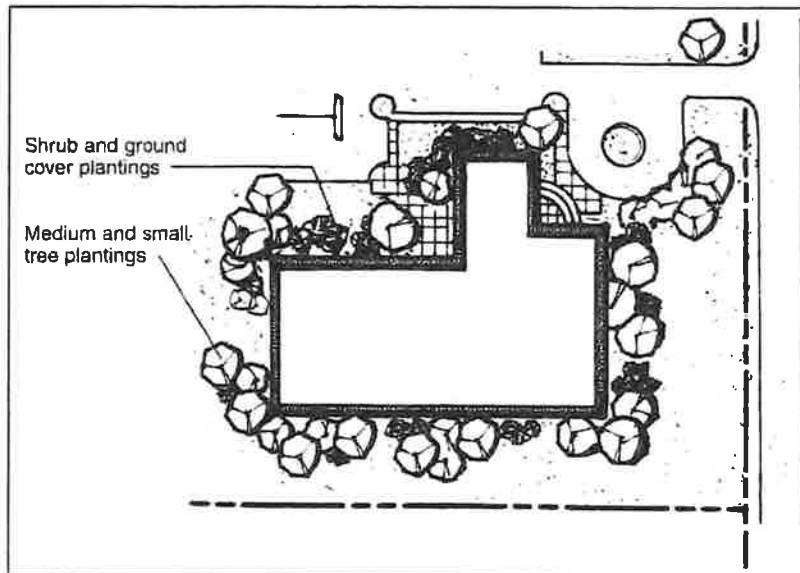 Shrub and ground
cover plantings
Medium and small
tree plantings